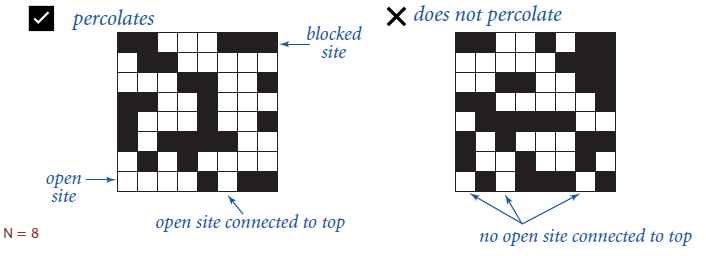 percolates
does not percolate
blocked
site
open
site
open site connected to top
no open site connected to top
N = 8